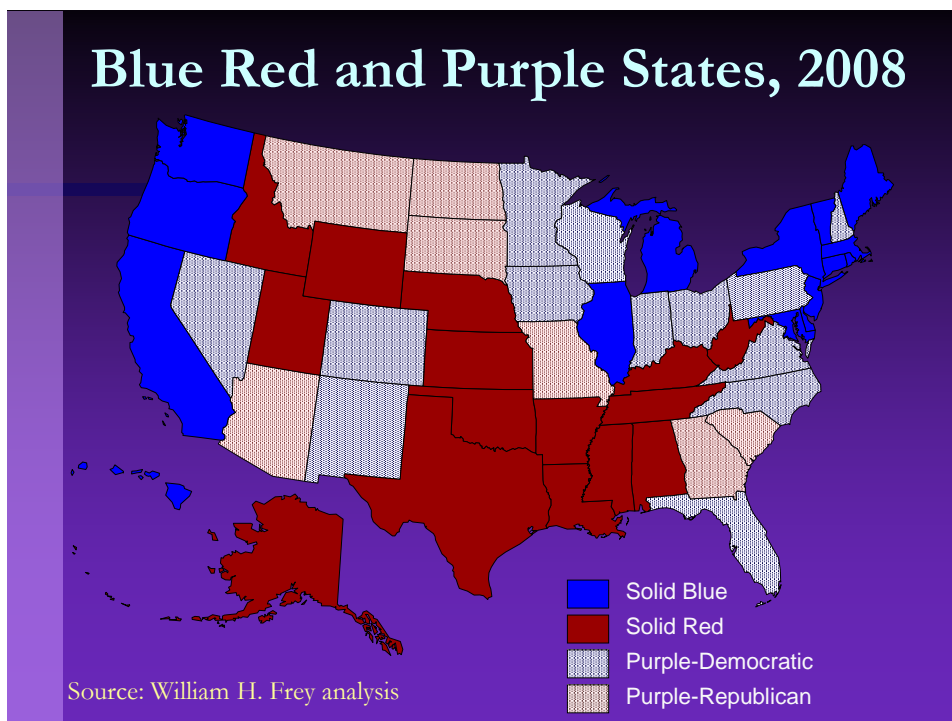 Blue Red and Purple States, 2008
Solid Blue
Solid Red
Purple-Democratic
Purple-Republican
Source: William H. Frey analysis